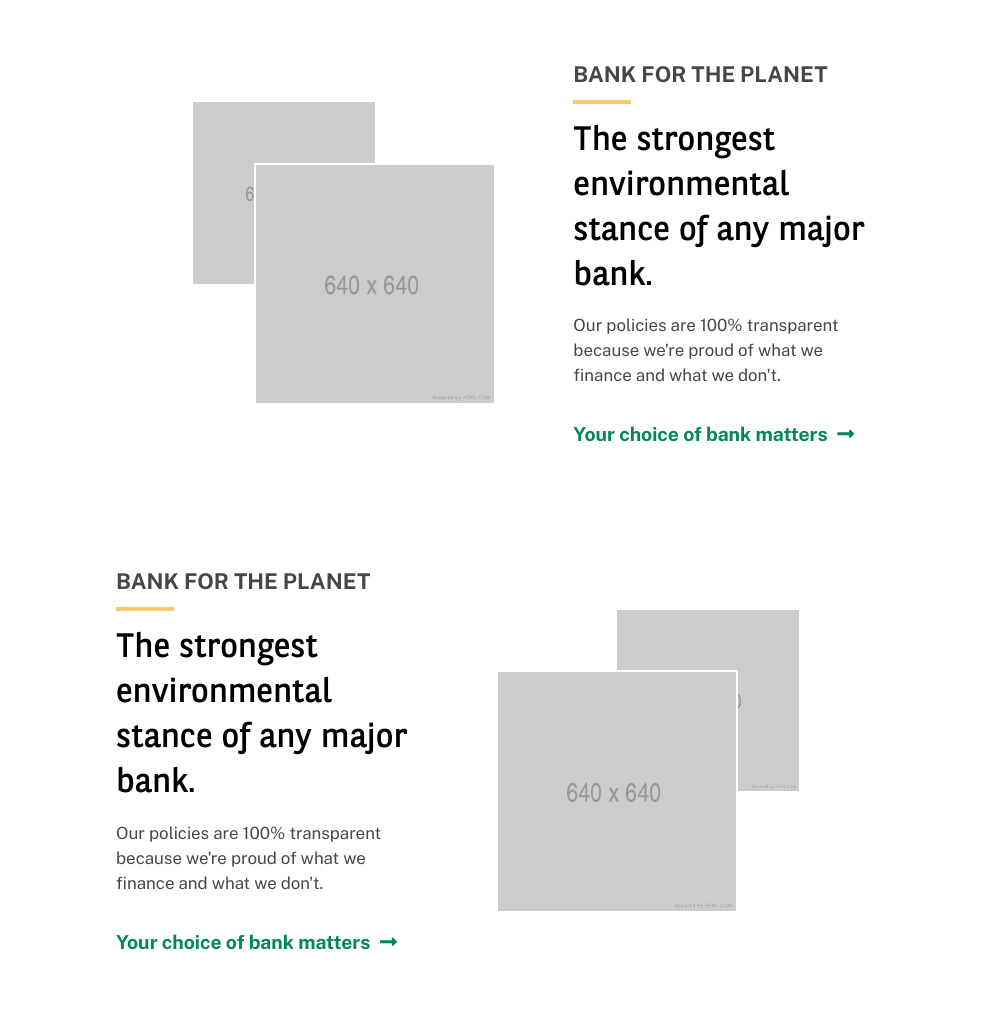 BANK FOR THE PLANET
The strongest
environmental
stance of any major
bank.
Our policies are 100% transparent
because we're proud of what we
finance and what we don't.
Your choice of bank matters
6
640 x 640
Powered by HTML.COM
BANK FOR THE PLANET
The strongest
environmental
stance of any major
bank.
Our policies are 100% transparent
because we're proud of what we
finance and what we don't.
Your choice of bank matters
640 x 640
Powered by HTML.COM
Powered by HTML.COM